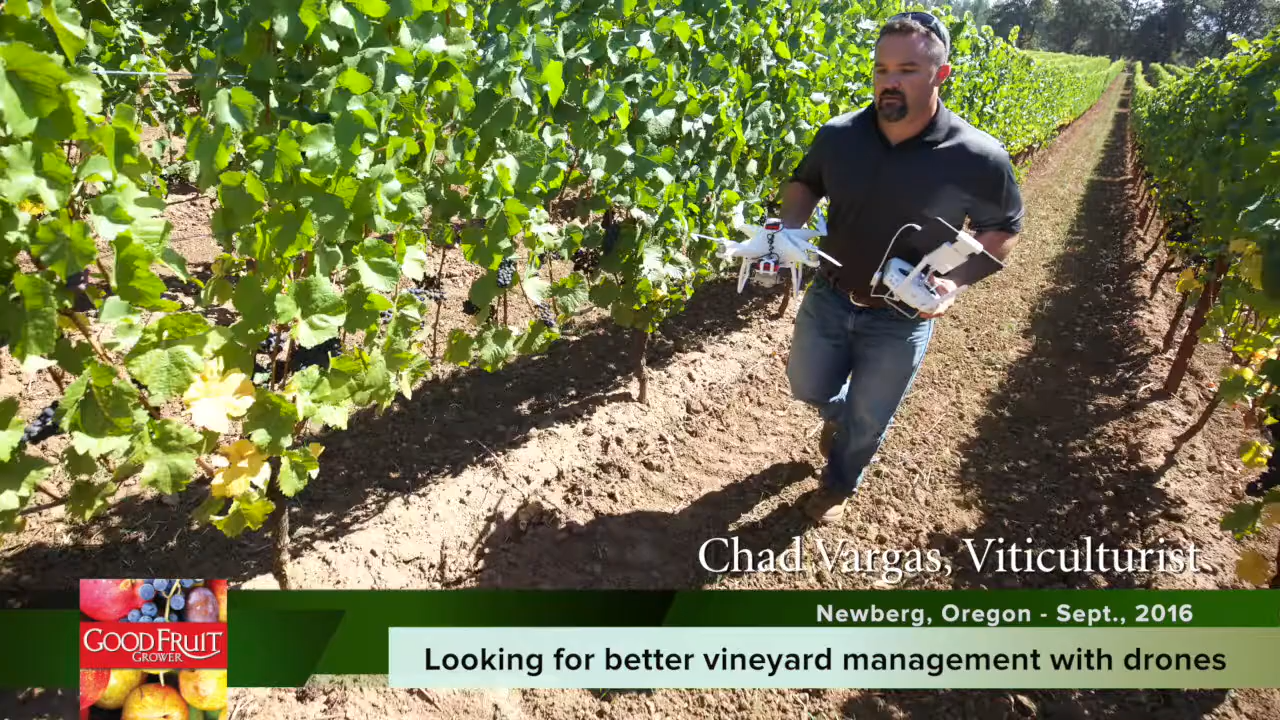 Chad Vargas, Viticulturist
Newberg, Oregon - Sept., 2016
GOODFRUIT
GROWER
Looking for better vineyard management with drones